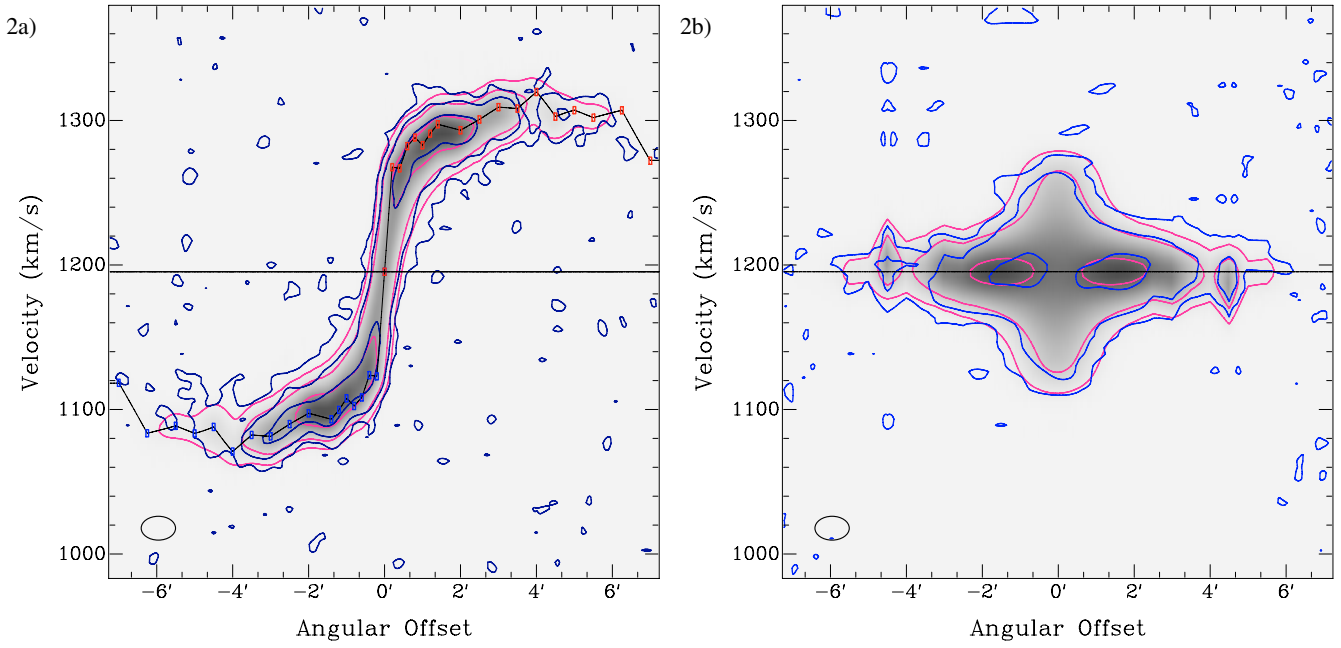 2a)
Velocity (km/s)
1300
1200
1100
1000
−6′ −4′ −2′ 0′ 2′ 4′ 6′
Angular Offset
2b)
Velocity (km/s)
1300
1200
1100
1000
−6′ −4′ −2′ 0′ 2′ 4′ 6′
Angular Offset